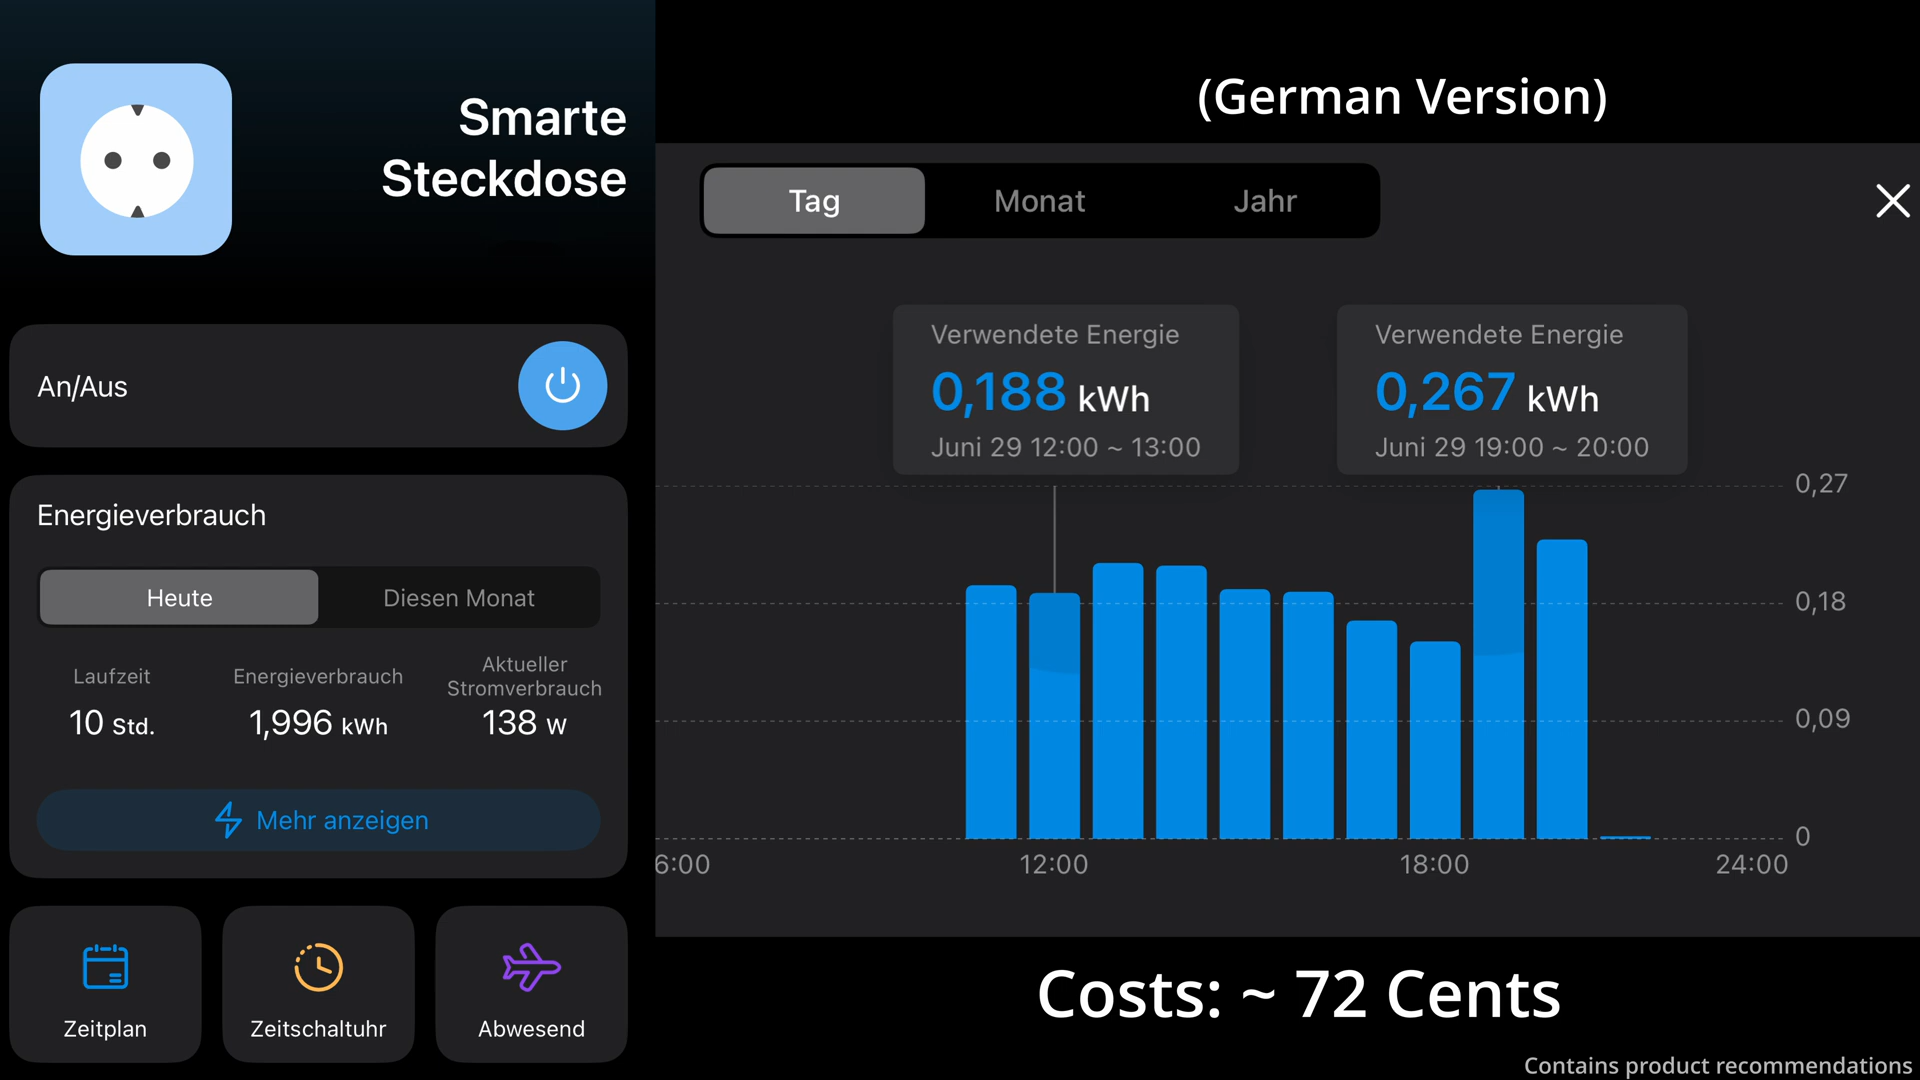 Smarte
Steckdose
An/Aus
Energieverbrauch
Heute
Diesen Monat
Laufzeit
10 Std.
Energieverbrauch
1,996 kWh
Aktueller
Stromverbrauch
138 W
Mehr anzeigen
Zeitplan
Zeitschaltuhr
Abwesend
(German Version)
Tag
Monat
Jahr
Verwendete Energie
0,188 kWh
Juni 29 12:00 ~ 13:00
Verwendete Energie
0,267 kWh
Juni 29 19:00 ~ 20:00
0,27
0,18
0,09
0
6:00
12:00
18:00
24:00
Costs: ~ 72 Cents
Contains product recommendations